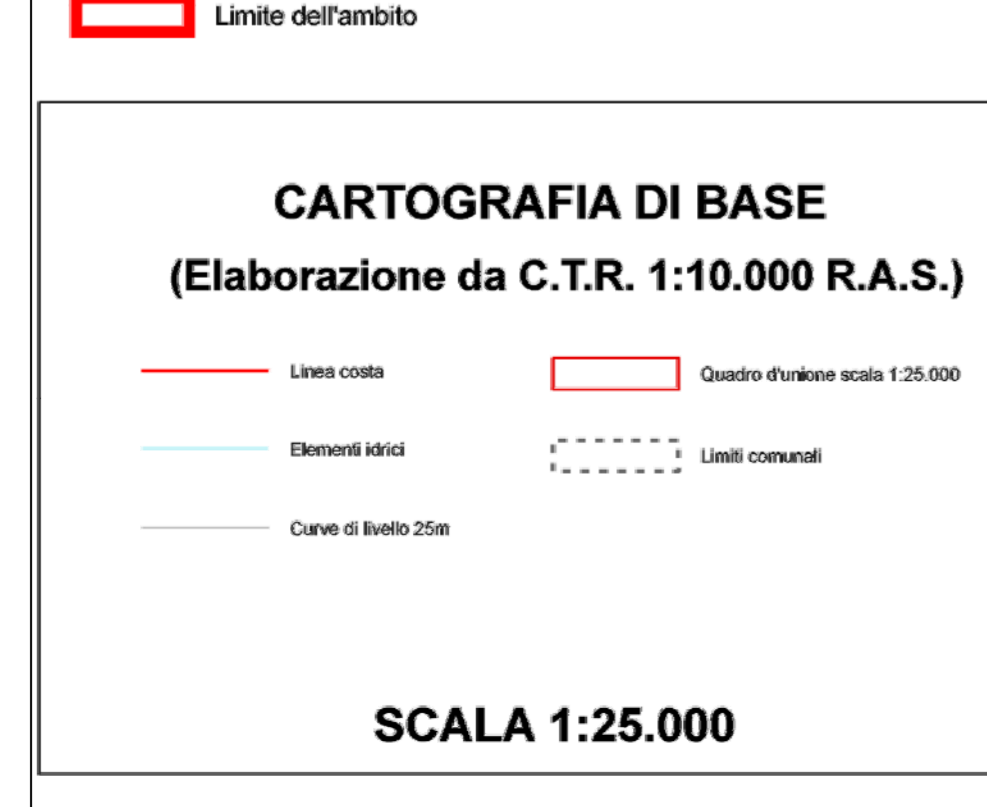 Limite dell'ambito
CARTOGRAFIA DI BASE
(Elaborazione da C.T.R. 1:10.000 R.A.S.)
Linea costa
Quadro d'unione scala 1:25.000
Elementi idrici
Limiti comunali
Curve di livello 25m
SCALA 1:25.000